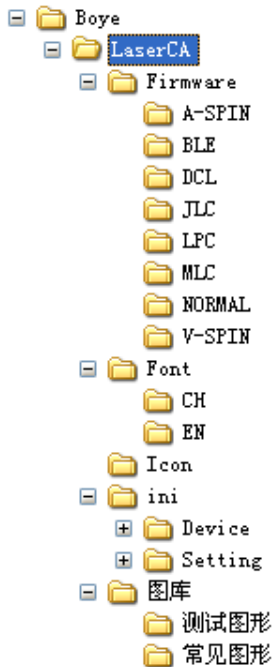 Boye
LaserCA
Firmware
A-SPIN
BLE
DCL
JLC
LPC
MLC
NORMAL
V-SPIN
Font
CH
EN
Icon
ini
Device
Setting
图库
测试图形
常见图形